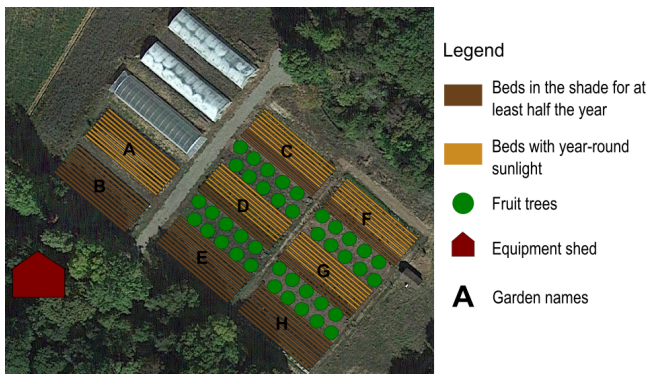 A
B
C
D
E
F
G
H
Legend
Beds in the shade for at
least half the year
Beds with year-round
sunlight
Fruit trees
Equipment shed
A Garden names